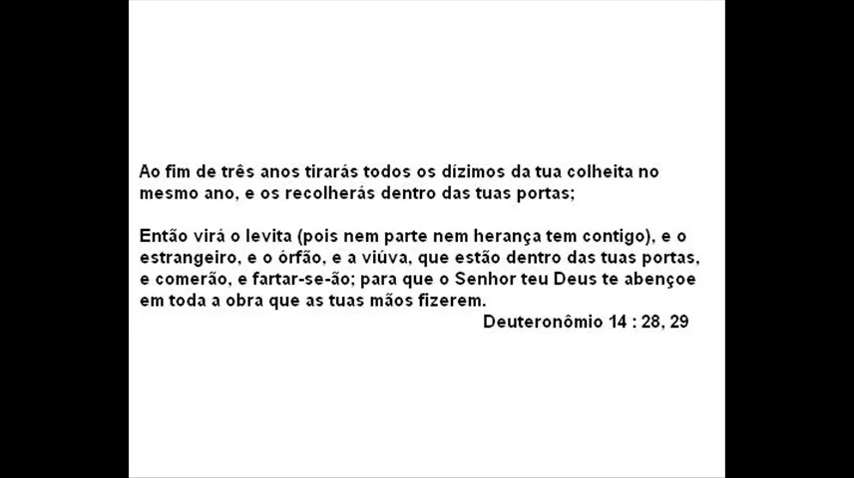 Ao fim de três anos tirarás todos os dízimos da tua colheita no
mesmo ano, e os recolherás dentro das tuas portas;
Então virá o levita (pois nem parte nem herança tem contigo), e o
estrangeiro, e o órfão, e a viúva, que estão dentro das tuas portas,
e comerão, e fartar-se-ão; para que o Senhor teu Deus te abençoe
em toda a obra que as tuas mãos fizerem.
Deuteronômio 14 : 28, 29